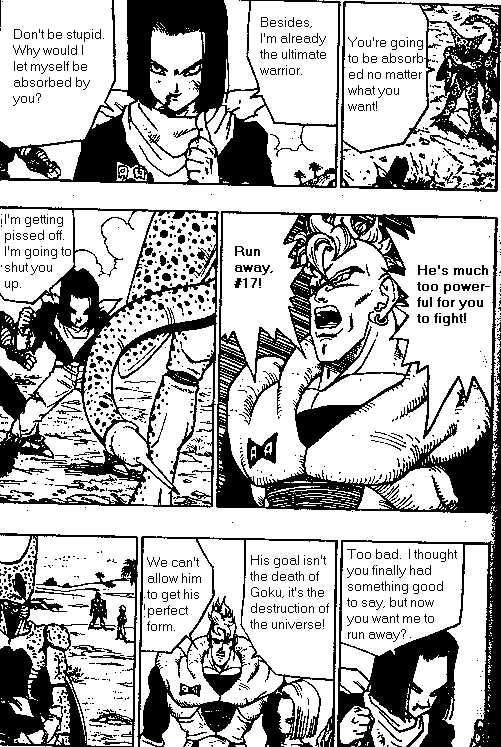 Don't be stupid.
Why would I
let myself be
absorbed by
you?
Besides,
I'm already
the ultimate
warrior.
You're going
to be absorb-
ed no matter
what you
want!
I'm getting
pissed off.
I'm going to
shut you
up.
Run
away,
#17!
He's much
too power-
ful for you
to fight!
We can't
allow him
to get his
perfect
form.
His goal isn't
the death of
Goku, it's the
destruction of
the universe!
Too bad. I thought
you finally had
something good
to say, but now
you want me to
run away?